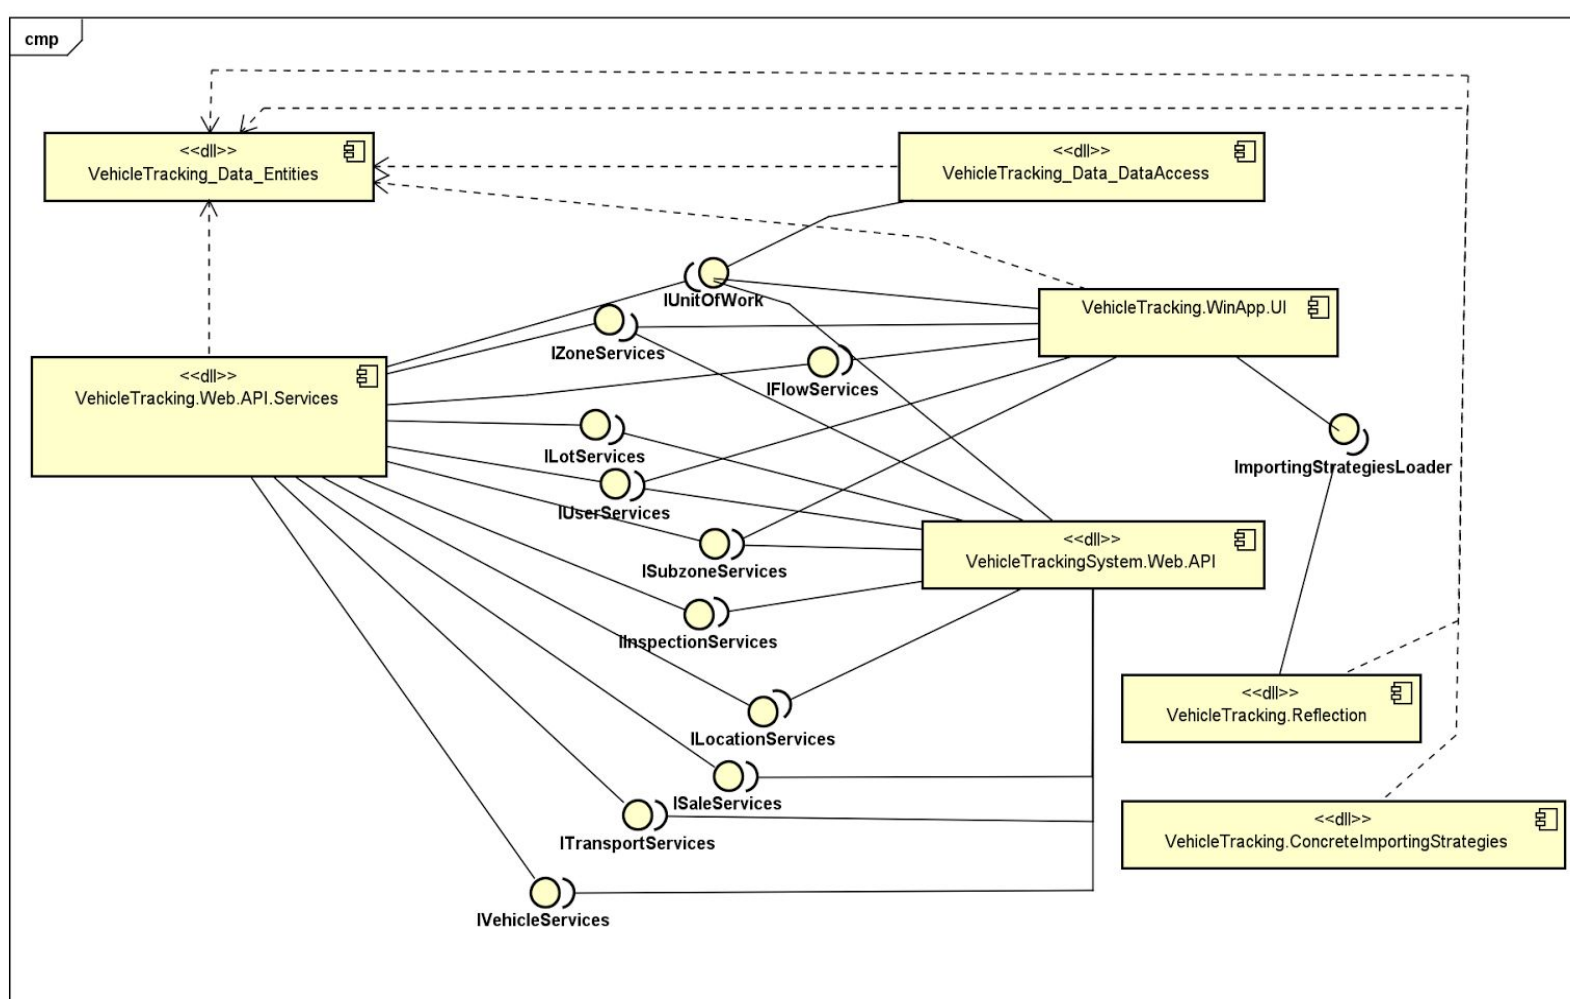 cmp
<<dll>>
VehicleTracking_Data_Entities
<<dll>>
VehicleTracking_Data_DataAccess
IUnitOfWork
VehicleTracking.WinApp.UI
IZoneServices
<<dll>>
VehicleTracking.Web.API.Services
IFlowServices
ILotServices
ImportingStrategiesLoader
IUserServices
<<dll>>
VehicleTrackingSystem.Web.API
ISubzoneServices
IInspectionServices
<<dll>>
VehicleTracking.Reflection
ILocationServices
ISaleServices
<<dll>>
VehicleTracking.ConcreteImportingStrategies
ITransportServices
IVehicleServices